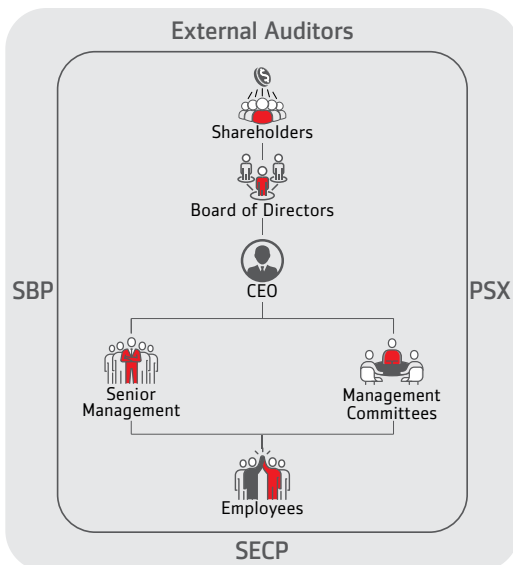 External Auditors
Shareholders
Board of Directors
CEO
SBP
PSX
Senior
Management
Management
Committees
Employees
SECP